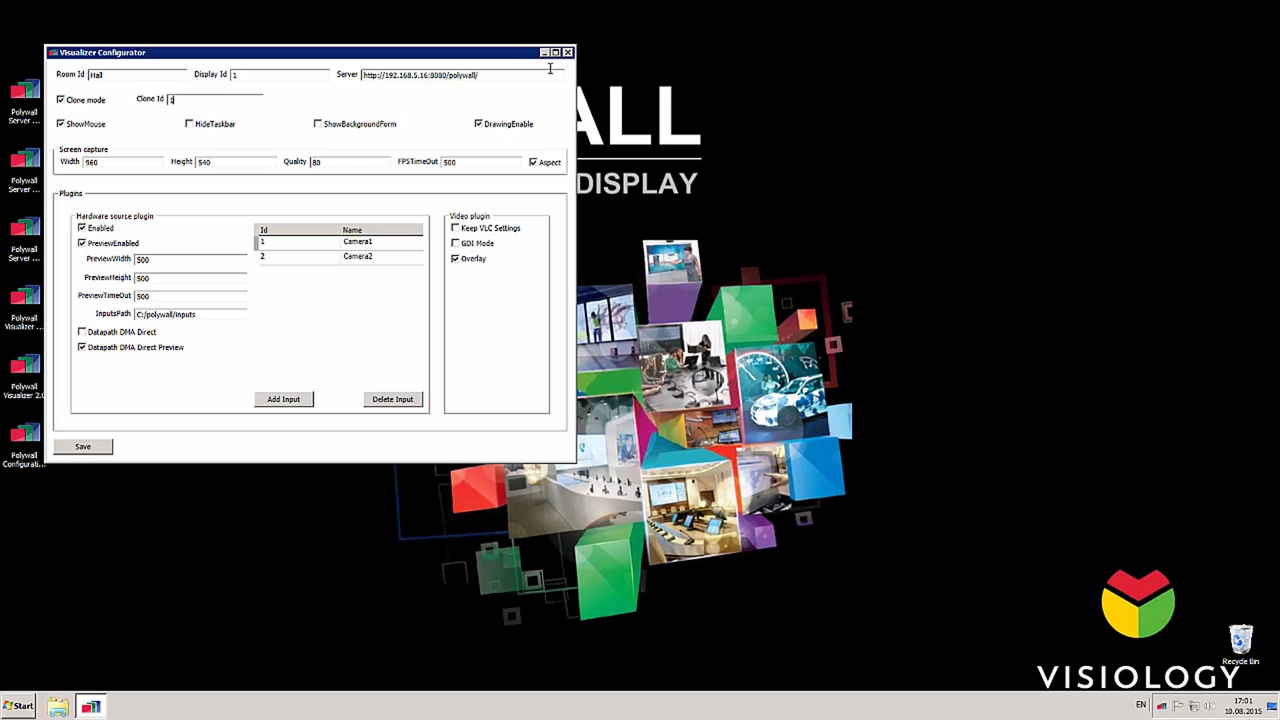 Visualizer Configurator
Room Id Hall Display Id 1 Server http://192.168.5.16:8080/polywall/
Clone mode Clone Id 1
ShowMouse HideTaskbar ShowBackgroundForm DrawingEnable
Screen capture
Width 960 Height 540 Quality 80 FPSTimeOut 500 Aspect
Plugins
Hardware source plugin
Enabled
PreviewEnabled
PreviewWidth 500
PreviewHeight 500
PreviewTimeOut 500
InputsPath C:/polywall/inputs
Datapath DMA Direct
Datapath DMA Direct Preview
Id Name
1 Camera1
2 Camera2
Add Input Delete Input
Video plugin
Keep VLC Settings
GDI Mode
Overlay
Save
ALL
DISPLAY
Polywall
Server ...
Polywall
Server ...
Polywall
Server ...
Polywall
Visualizer ...
Polywall
Visualizer 2.0
Polywall
Configurati...
VISIOLOGY
Recycle Bin
Start
EN
17:01
10.08.2015